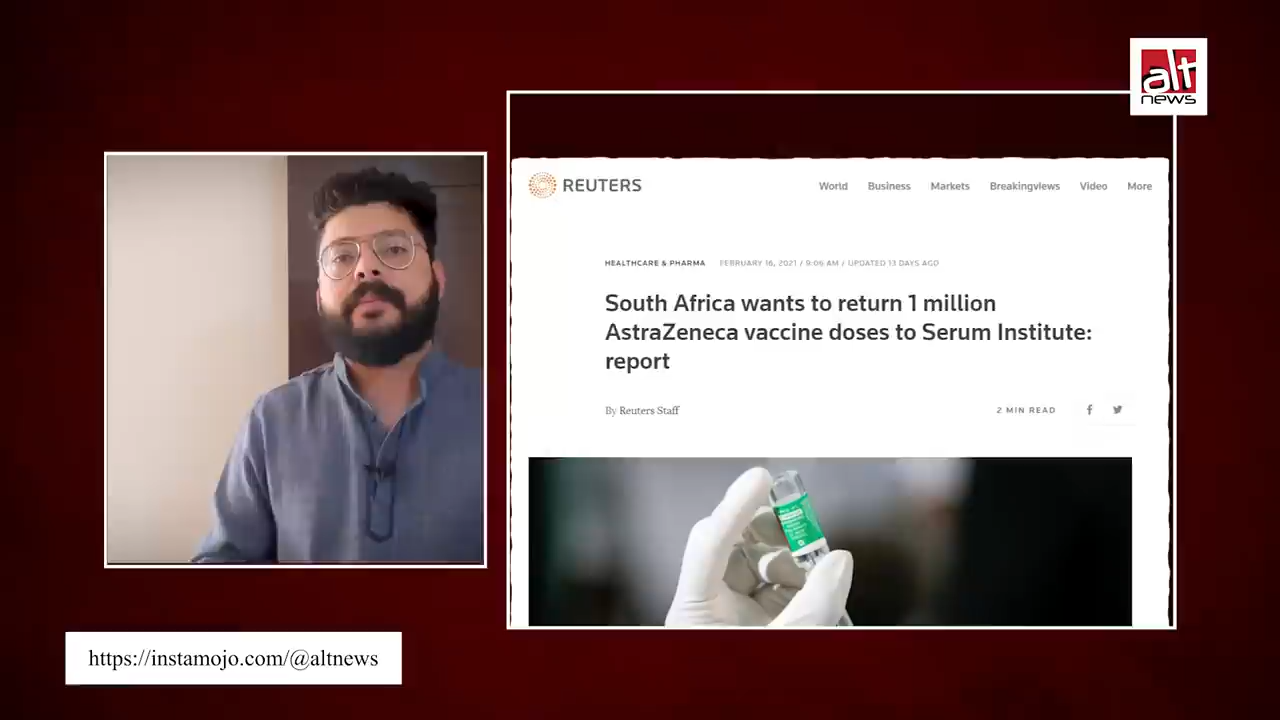 alt
news
REUTERS
World Business Markets Breakingviews Video More
HEALTHCARE & PHARMA FEBRUARY 16, 2021 / 9:06 AM / UPDATED 13 DAYS AGO
South Africa wants to return 1 million
AstraZeneca vaccine doses to Serum Institute:
report
By Reuters Staff
2 MIN READ
https://instamojo.com/@altnews